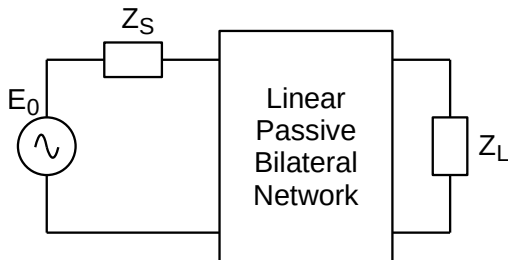 Z_S
E_0
Linear
Passive
Bilateral
Network
Z_L